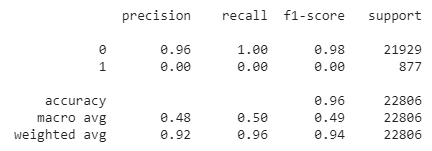 precision recall f1-score support
0 0.96 1.00 0.98 21929
1 0.00 0.00 0.00 877
accuracy 0.96 22806
macro avg 0.48 0.50 0.49 22806
weighted avg 0.92 0.96 0.94 22806